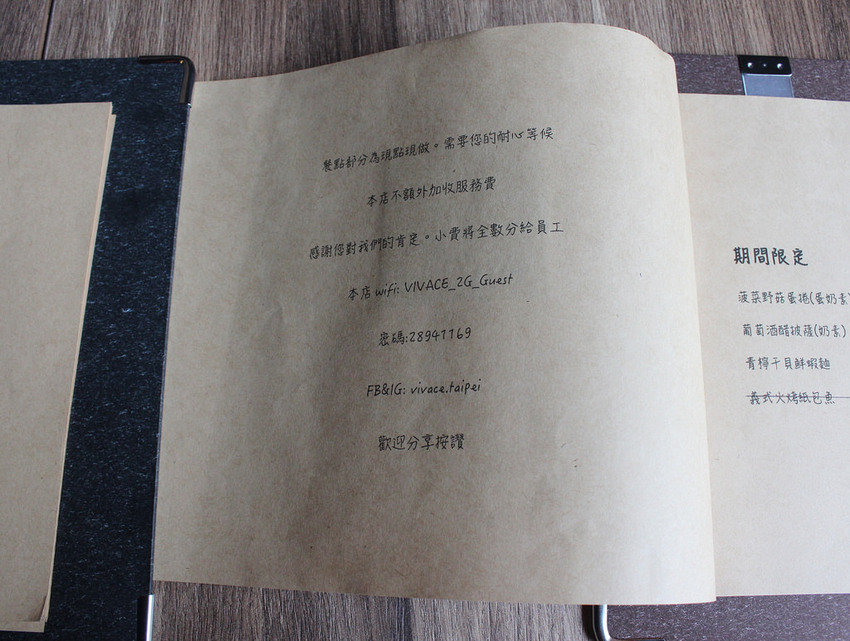 餐點部分為現點現做。需要您的耐心等候
本店不額外加收服務費
感謝您對我們的肯定。小費將全數分給員工
本店wifi: VIVACE_2G_Guest
密碼:28947769
FB&IG: vivace.taipei
歡迎分享按讚
期間限定
菠菜野菇蛋捲(蛋奶素)
葡萄酒醋披薩(奶素)
青檸干貝鮮蝦麵
義式火烤紙包魚